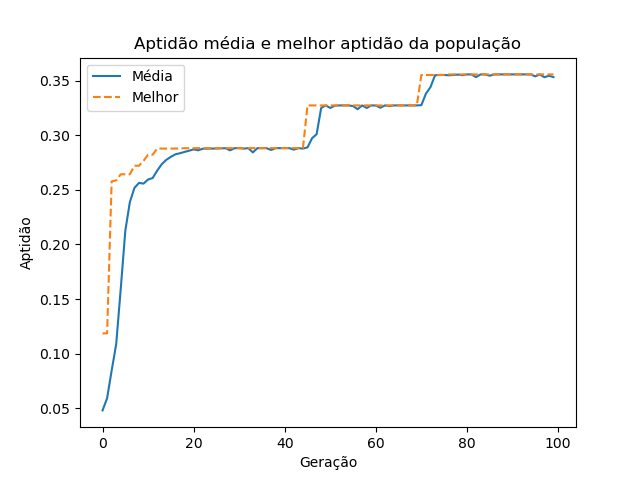 Aptidão média e melhor aptidão da população
Média
Melhor
0.35
0.30
0.25
0.20
0.15
0.10
0.05
Aptidão
0 20 40 60 80 100
Geração